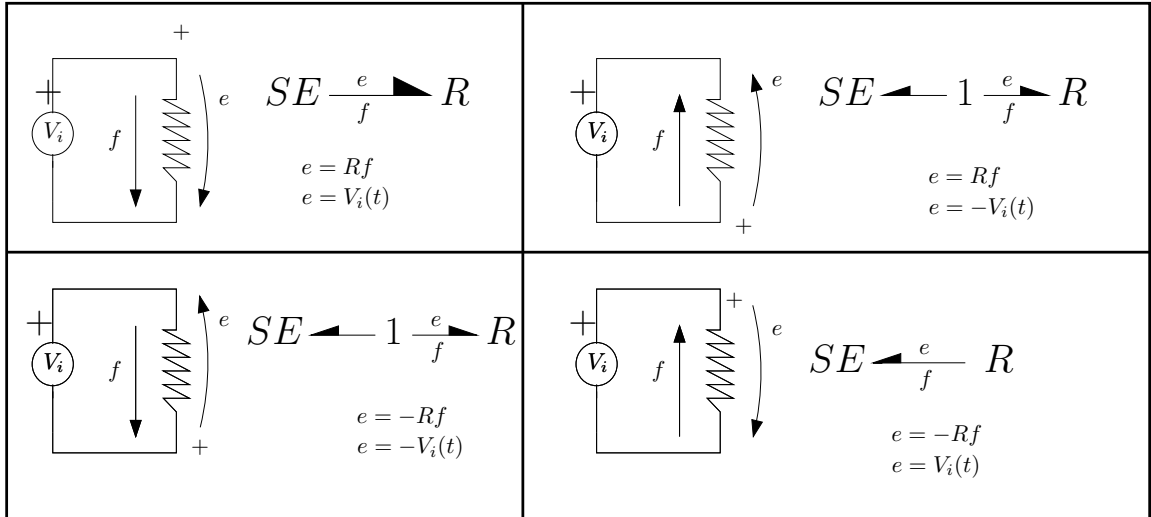 +
+
V_i
f
e
SE e f R
e = Rf
e = V_i(t)
+
V_i
f
e
+
SE 1 e f R
e = Rf
e = −V_i(t)
+
V_i
f
e
+
SE 1 e f R
e = −Rf
e = −V_i(t)
+
+
V_i
f
e
SE e f R
e = −Rf
e = V_i(t)